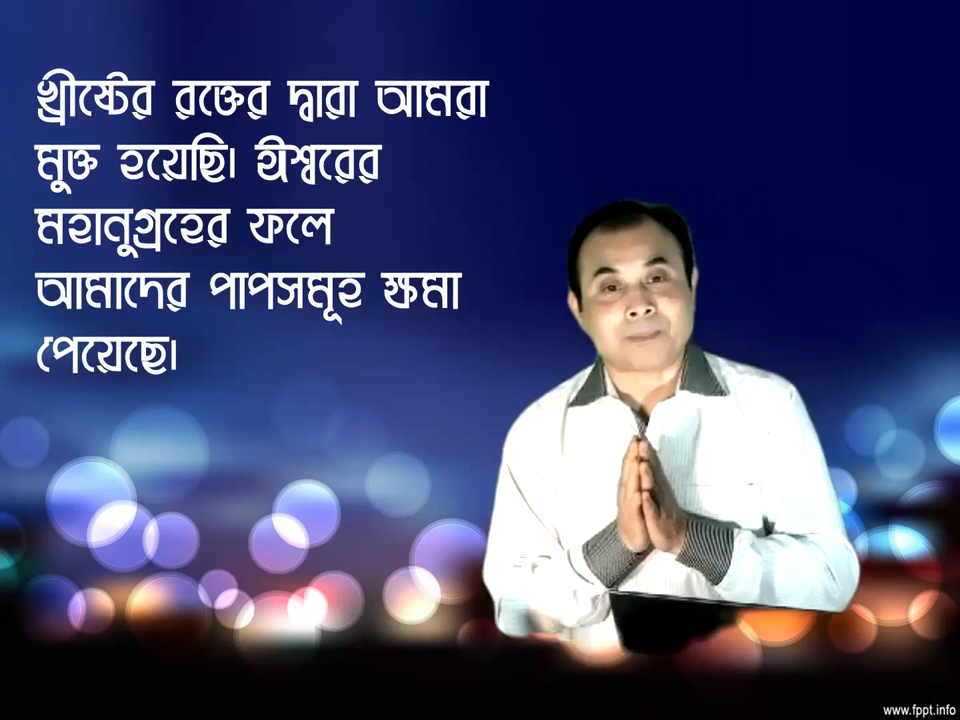 খ্রীষ্টের রক্তের দ্বারা আমরা
মুক্ত হয়েছি। ঈশ্বরের
মহানুগ্রহের ফলে
আমাদের পাপসমূহ ক্ষমা
পেয়েছে।
www.fppt.info